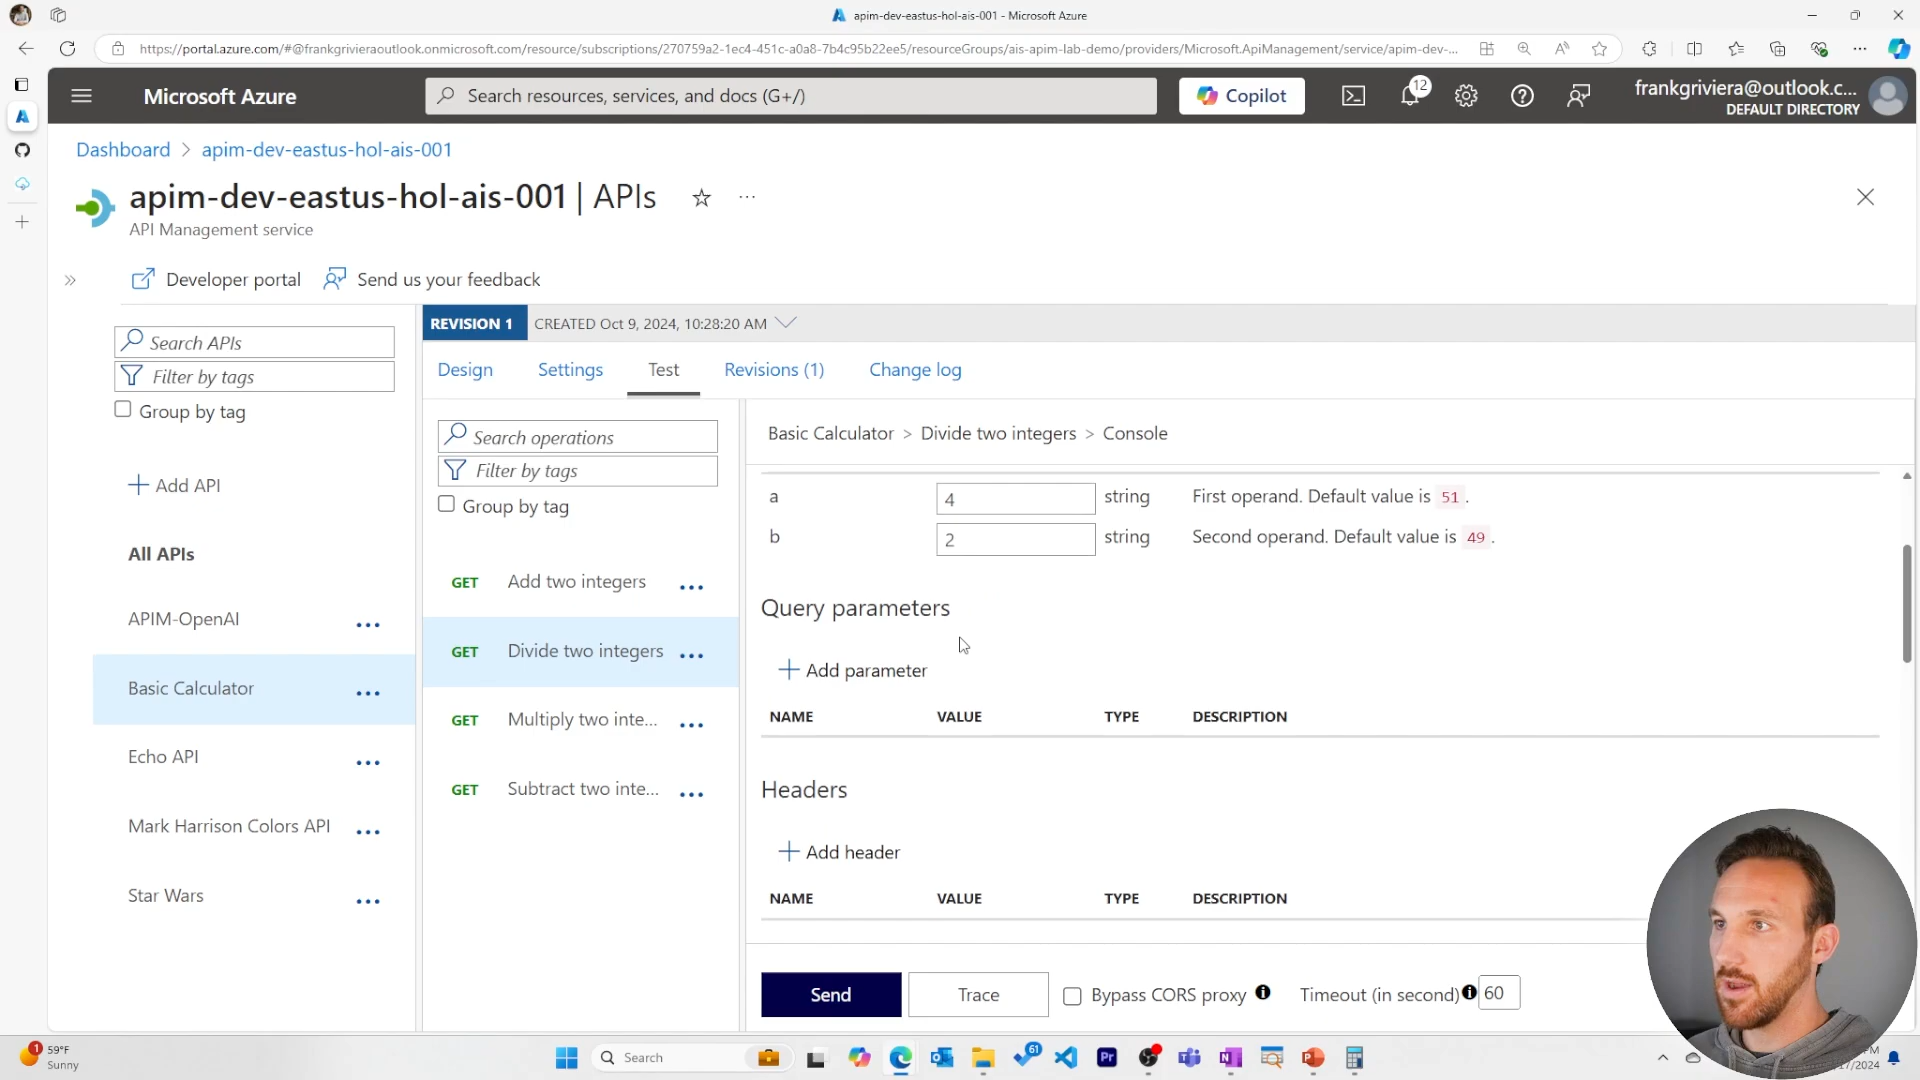 apim-dev-eastus-hol-ais-001 - Microsoft Azure
https://portal.azure.com/#@frankgrivieraoutlook.onmicrosoft.com/resource/subscriptions/270759a2-1ec4-451c-a0a8-7b4c95b22ee5/resourceGroups/ais-apim-lab-demo/providers/Microsoft.ApiManagement/service/apim-dev-...
Microsoft Azure
Search resources, services, and docs (G+/)
Copilot
12
frankgriviera@outlook.c...
DEFAULT DIRECTORY
Dashboard > apim-dev-eastus-hol-ais-001
apim-dev-eastus-hol-ais-001 | APIs
API Management service
Developer portal
Send us your feedback
Search APIs
Filter by tags
Group by tag
Add API
All APIs
APIM-OpenAI
Basic Calculator
Echo API
Mark Harrison Colors API
Star Wars
REVISION 1
CREATED Oct 9, 2024, 10:28:20 AM
Design Settings Test Revisions (1) Change log
Search operations
Filter by tags
Group by tag
GET Add two integers
GET Divide two integers
GET Multiply two inte...
GET Subtract two inte...
Basic Calculator > Divide two integers > Console
a 4 string First operand. Default value is 51 .
b 2 string Second operand. Default value is 49 .
Query parameters
Add parameter
NAME VALUE TYPE DESCRIPTION
Headers
Add header
NAME VALUE TYPE DESCRIPTION
Send
Trace
Bypass CORS proxy
Timeout (in second) 60
1
59°F
Sunny
Search
61